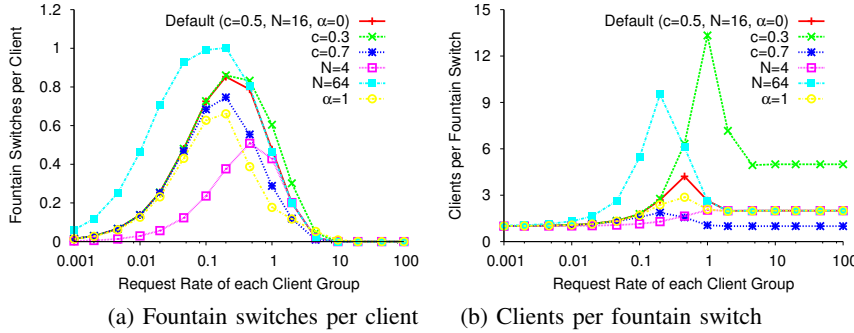 Default (c=0.5, N=16, α=0)
c=0.3
c=0.7
N=4
N=64
α=1
1.2
1
0.8
0.6
0.4
0.2
0
Fountain Switches per Client
0.001 0.01 0.1 1 10 100
Request Rate of each Client Group
(a) Fountain switches per client
Default (c=0.5, N=16, α=0)
c=0.3
c=0.7
N=4
N=64
α=1
15
12
9
6
3
0
Clients per Fountain Switch
0.001 0.01 0.1 1 10 100
Request Rate of each Client Group
(b) Clients per fountain switch